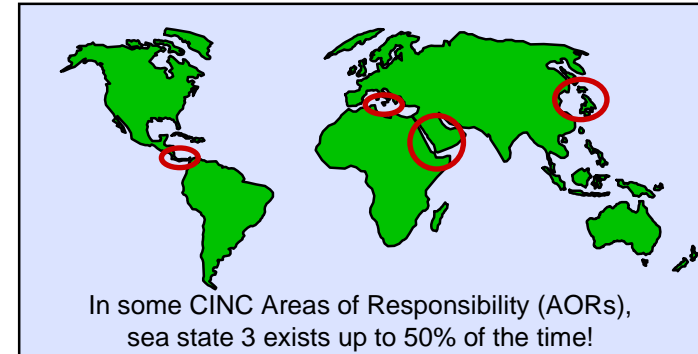 In some CINC Areas of Responsibility (AORs),
sea state 3 exists up to 50% of the time!